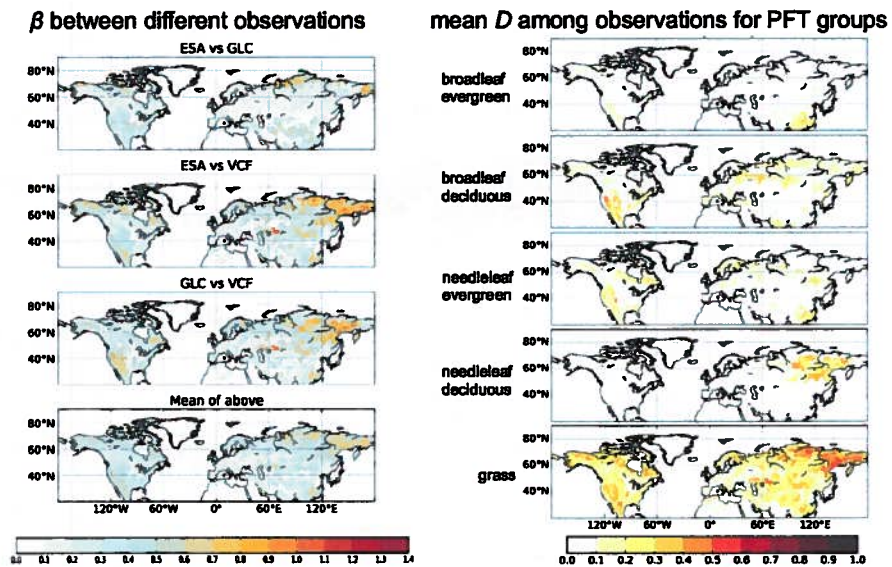 β between different observations
ESA vs GLC
80°N
60°N
40°N
ESA vs VCF
80°N
60°N
40°N
GLC vs VCF
80°N
60°N
40°N
Mean of above
80°N
60°N
40°N
120°W 60°W 0° 60°E 120°E
0.0 0.1 0.2 0.3 0.4 0.5 0.6 0.7 0.8 0.9 1.0 1.1 1.2 1.3 1.4
mean D among observations for PFT groups
broadleaf
evergreen
80°N
60°N
40°N
broadleaf
deciduous
80°N
60°N
40°N
needleleaf
evergreen
80°N
60°N
40°N
needleleaf
deciduous
80°N
60°N
40°N
grass
80°N
60°N
40°N
120°W 60°W 0° 60°E 120°E
0.0 0.1 0.2 0.3 0.4 0.5 0.6 0.7 0.8 0.9 1.0